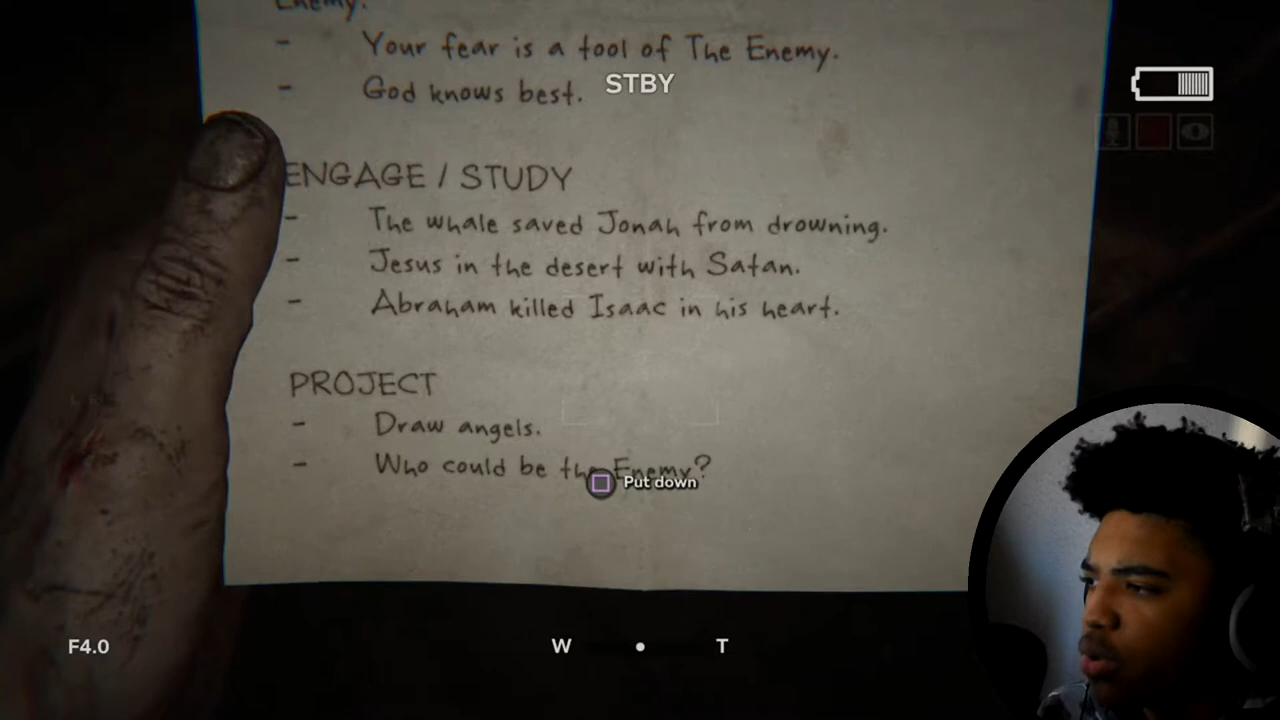 Enemy.
- Your fear is a tool of The Enemy.
- God knows best.
STBY
ENGAGE / STUDY
- The whale saved Jonah from drowning.
- Jesus in the desert with Satan.
- Abraham killed Isaac in his heart.
PROJECT
- Draw angels.
- Who could be the Enemy?
Put down
F4.0
W T